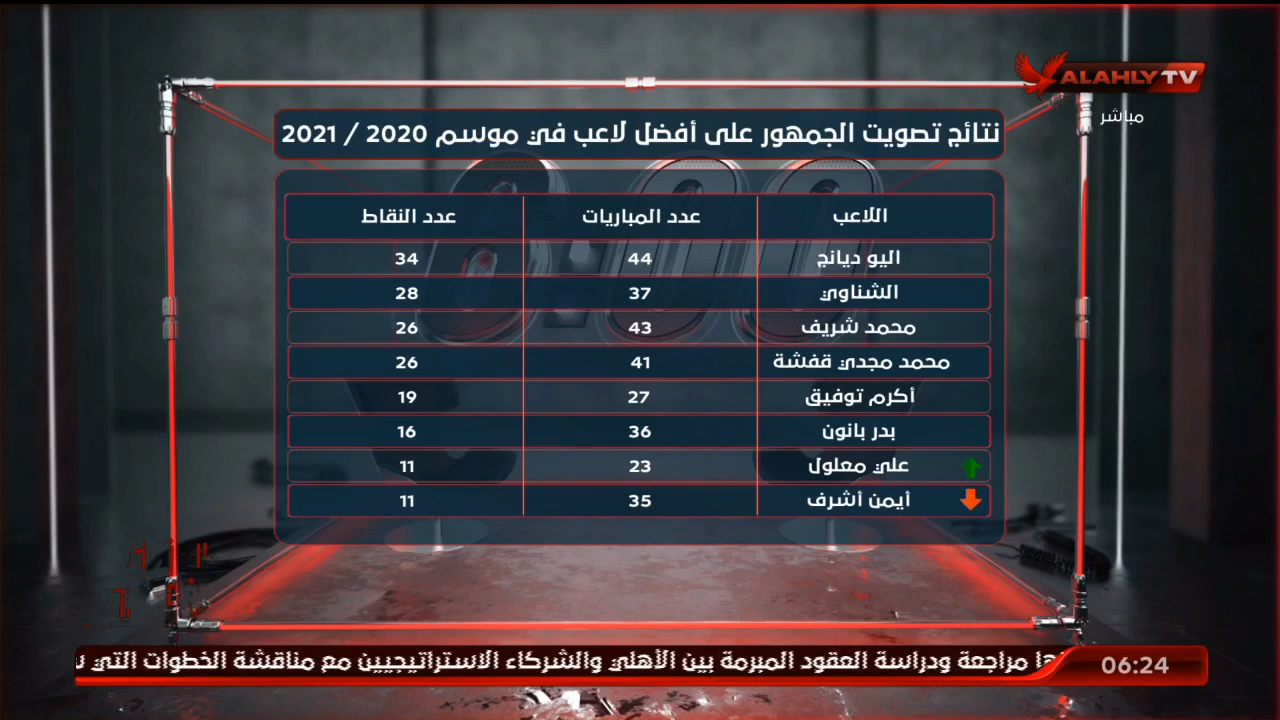 ALAHLY TV
مباشر
نتائج تصويت الجمهور على أفضل لاعب في موسم 2020 / 2021
اللاعب عدد المباريات عدد النقاط
اليو ديانج 44 34
الشناوي 37 28
محمد شريف 43 26
محمد مجدي قفشة 41 26
أكرم توفيق 27 19
بدر بانون 36 16
علي معلول 23 11
أيمن أشرف 35 11
مراجعة ودراسة العقود المبرمة بين الأهلي والشركاء الاستراتيجيين مع مناقشة الخطوات التي
06:24